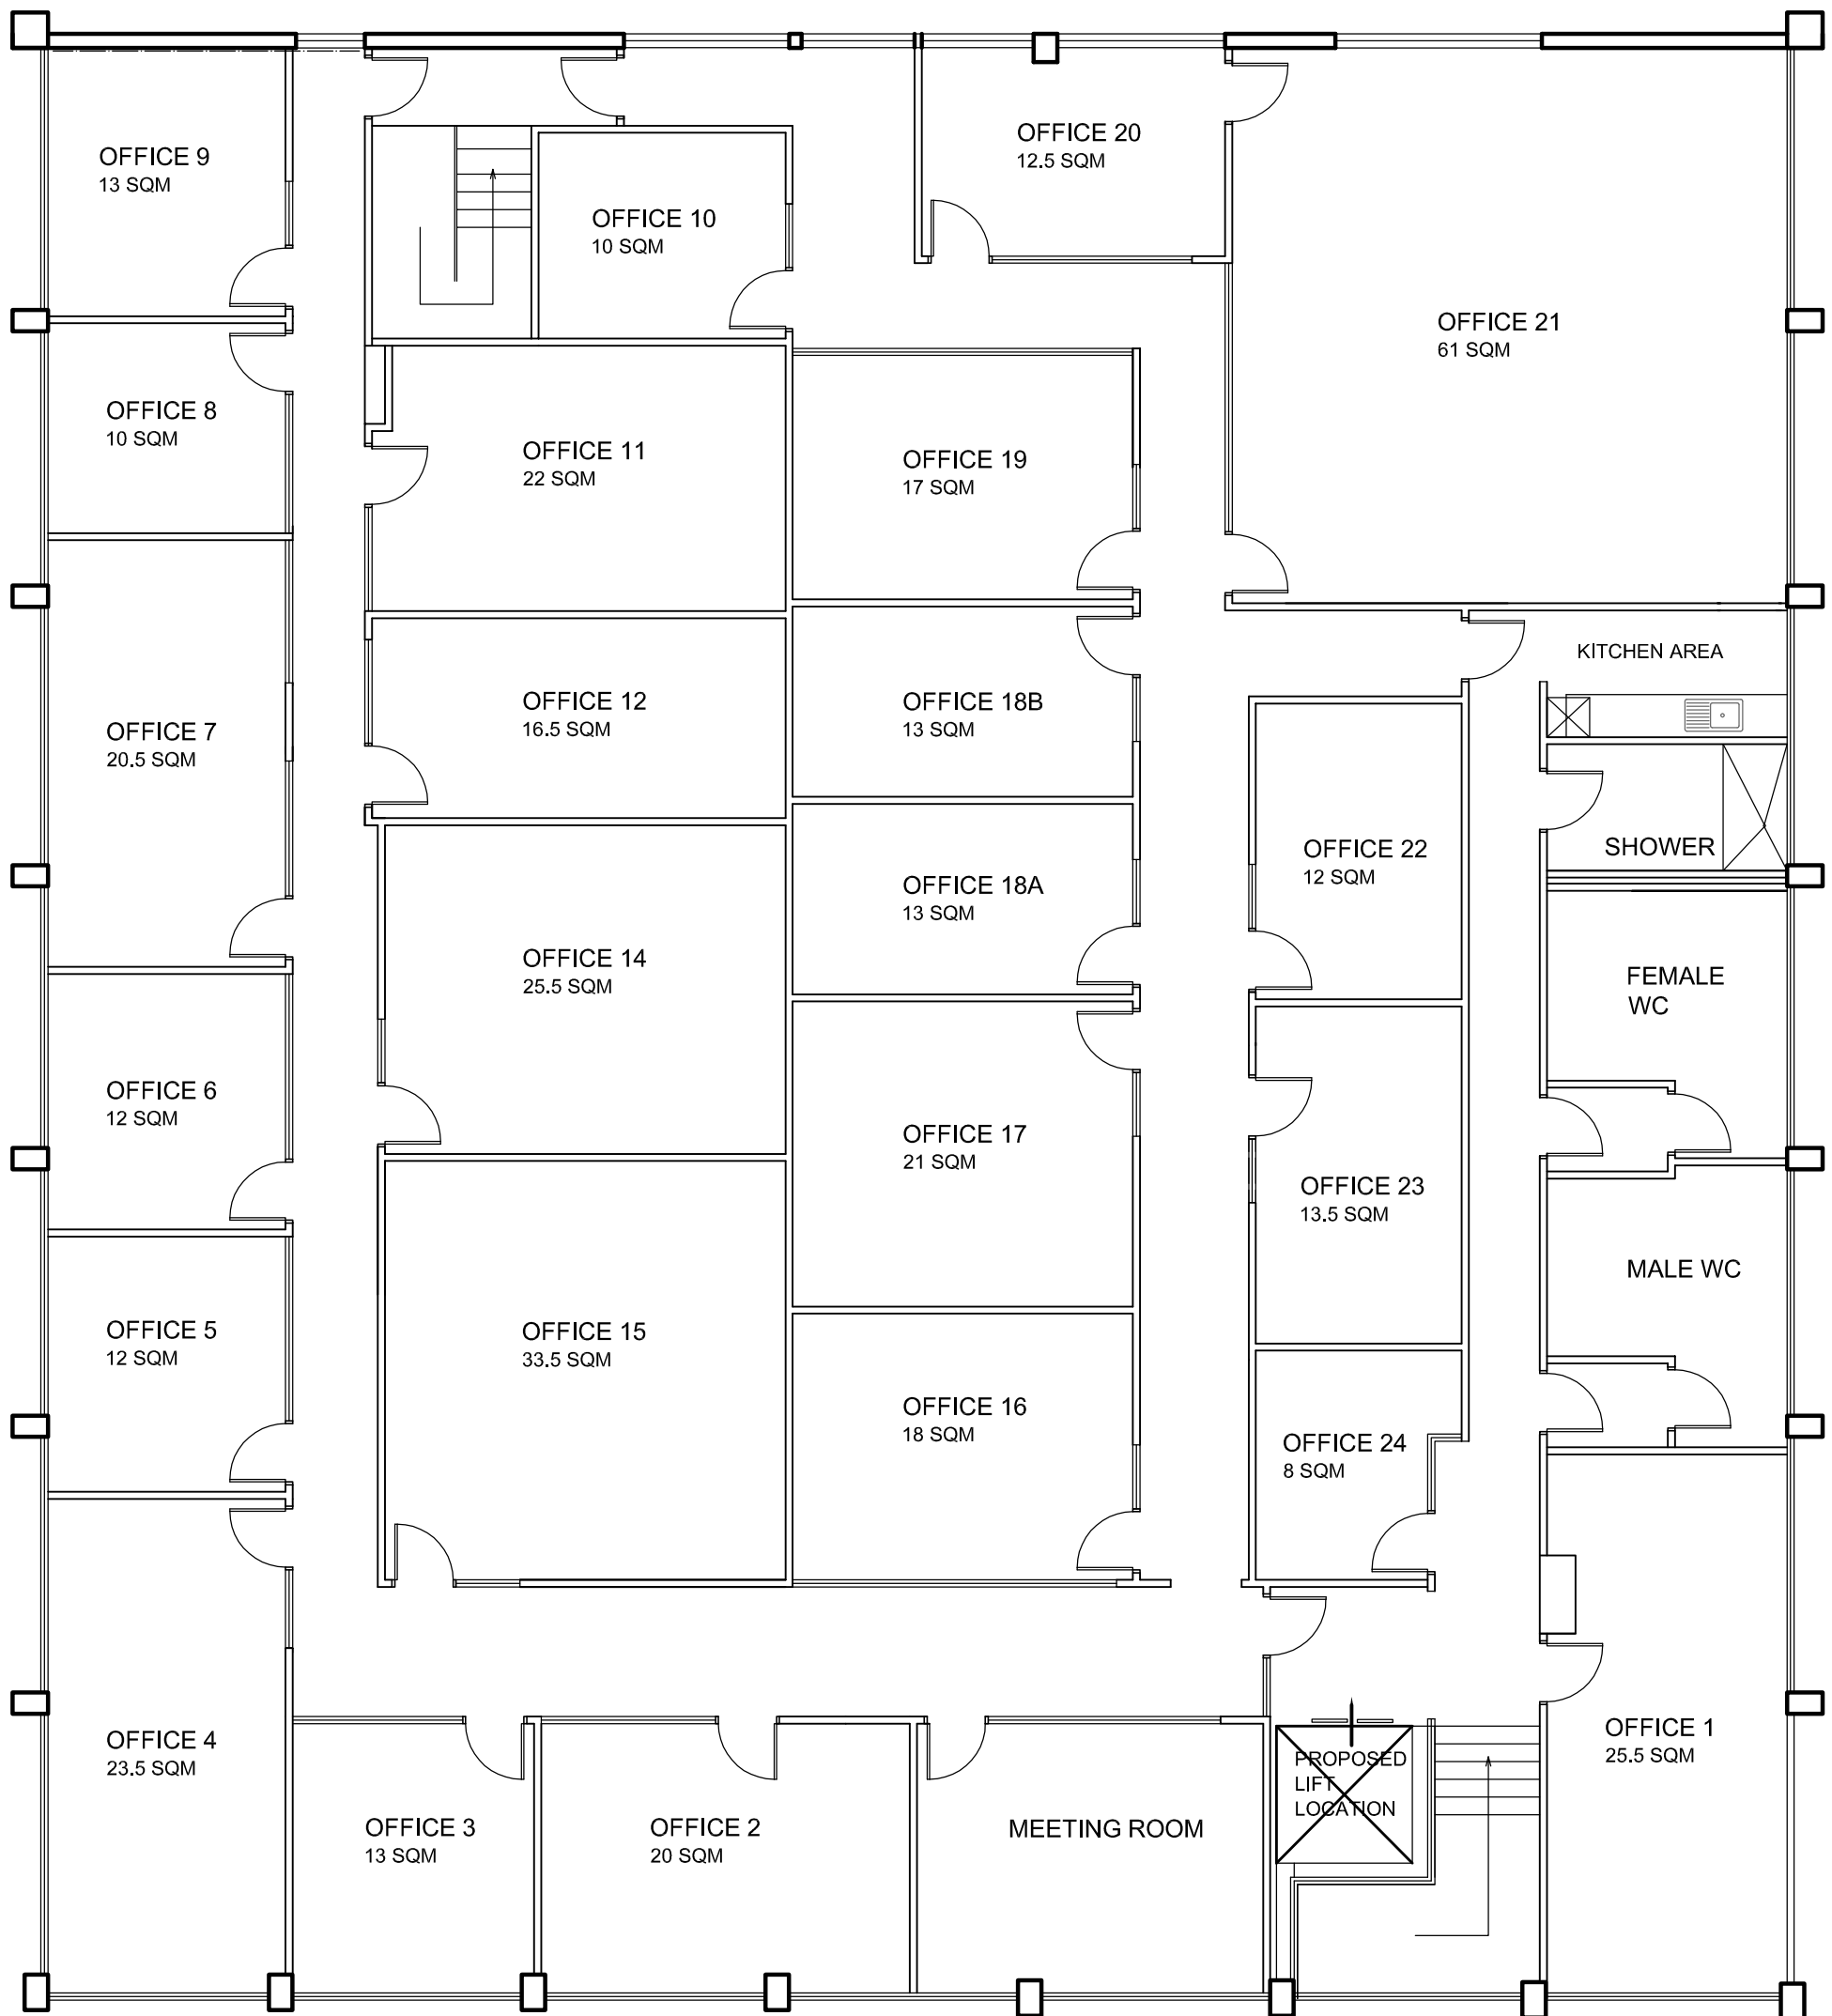 OFFICE 9
13 SQM
OFFICE 20
12.5 SQM
OFFICE 10
10 SQM
OFFICE 21
61 SQM
OFFICE 8
10 SQM
OFFICE 11
22 SQM
OFFICE 19
17 SQM
KITCHEN AREA
OFFICE 7
20.5 SQM
OFFICE 12
16.5 SQM
OFFICE 18B
13 SQM
OFFICE 22
12 SQM
SHOWER
OFFICE 18A
13 SQM
OFFICE 14
25.5 SQM
FEMALE
WC
OFFICE 6
12 SQM
OFFICE 17
21 SQM
OFFICE 23
13.5 SQM
MALE WC
OFFICE 5
12 SQM
OFFICE 15
33.5 SQM
OFFICE 16
18 SQM
OFFICE 24
8 SQM
OFFICE 4
23.5 SQM
OFFICE 1
25.5 SQM
PROPOSED
LIFT
LOCATION
OFFICE 3
13 SQM
OFFICE 2
20 SQM
MEETING ROOM